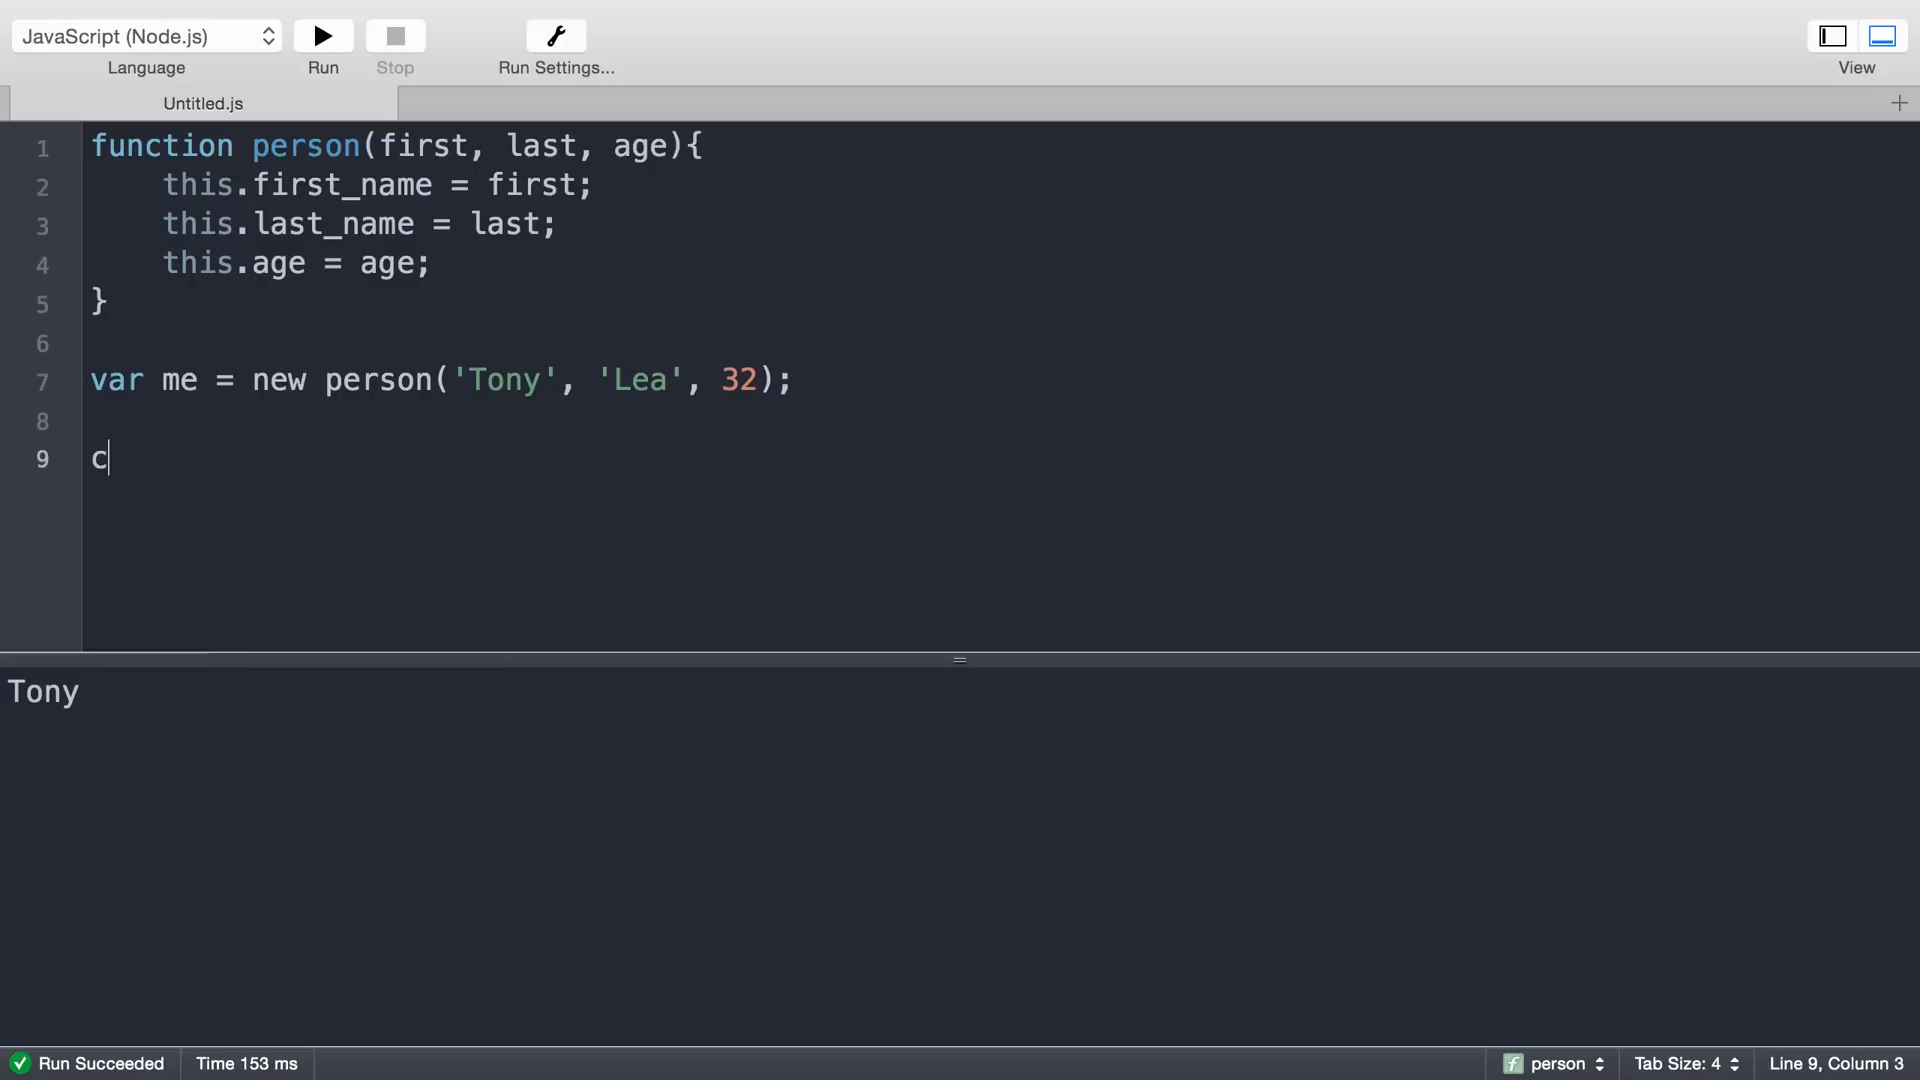 JavaScript (Node.js)
Language
Run
Stop
Run Settings...
View
Untitled.js
1 function person(first, last, age){
2     this.first_name = first;
3     this.last_name = last;
4     this.age = age;
5 }
6
7 var me = new person('Tony', 'Lea', 32);
8
9 c
Tony
Run Succeeded
Time 153 ms
f person
Tab Size: 4
Line 9, Column 3